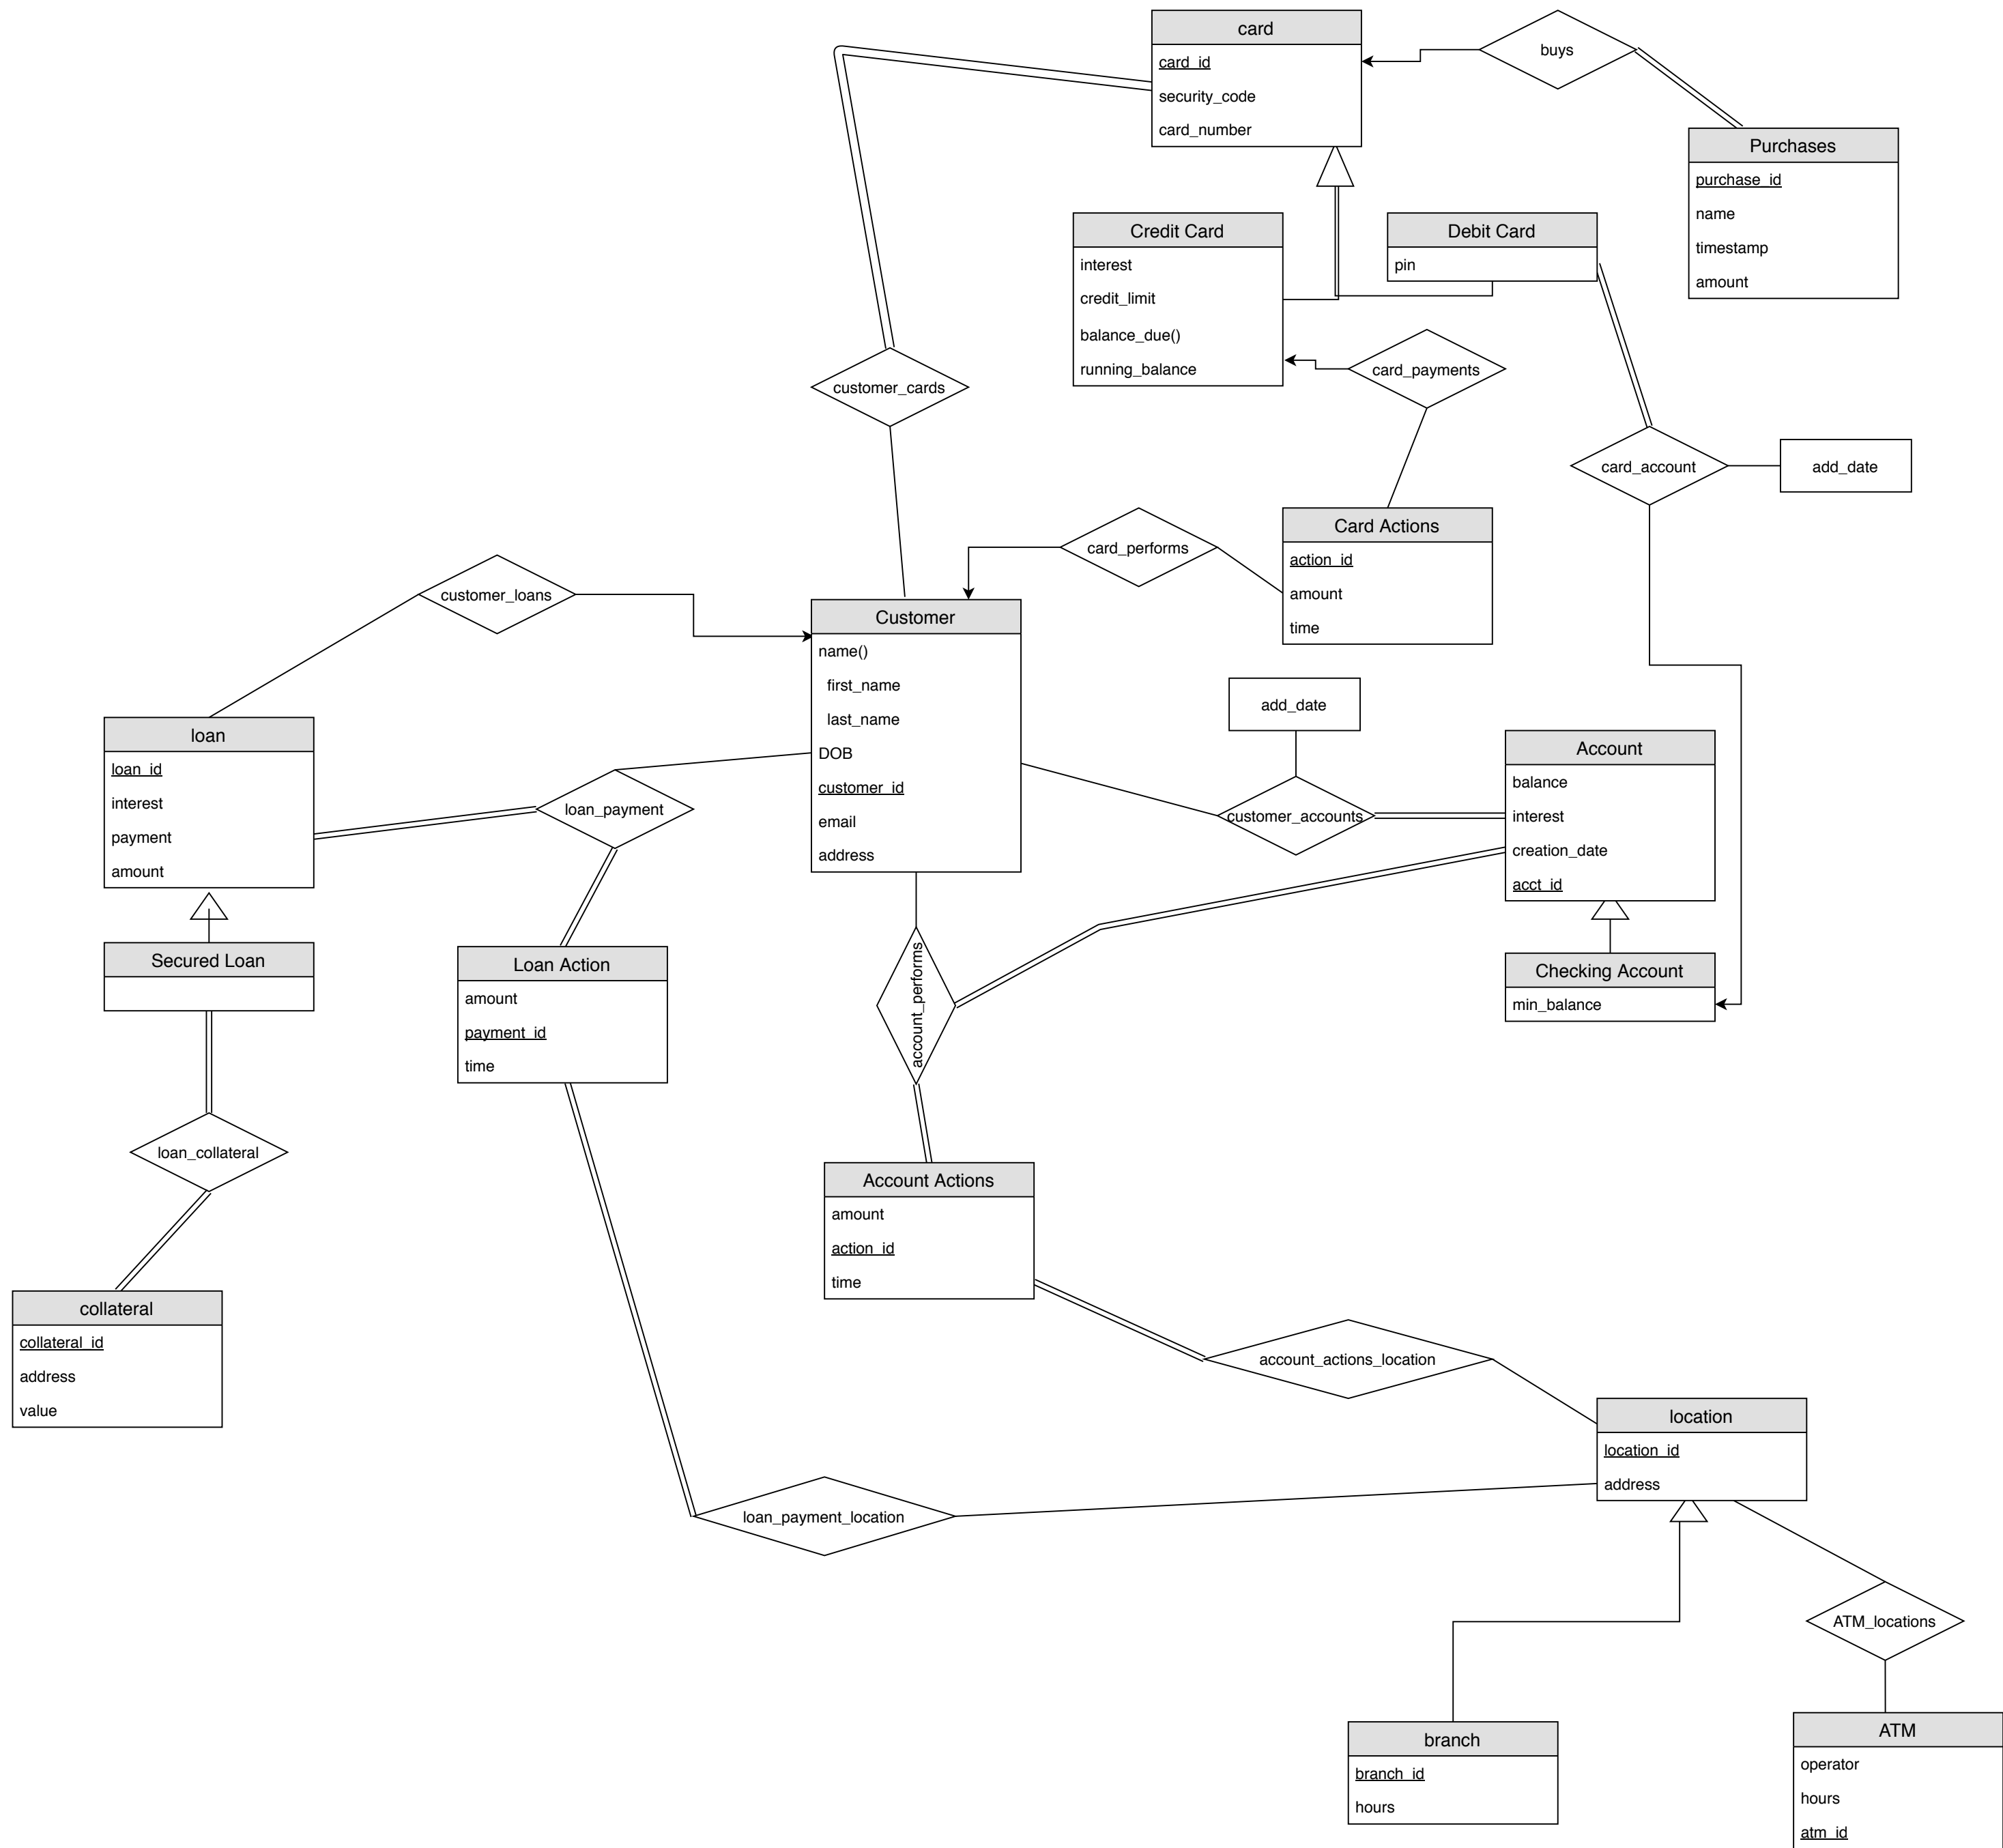 card
card_id
security_code
card_number
buys
Purchases
purchase_id
name
timestamp
amount
Credit Card
interest
credit_limit
balance_due()
running_balance
Debit Card
pin
customer_cards
card_payments
card_account
add_date
Card Actions
action_id
amount
time
card_performs
customer_loans
Customer
name()
first_name
last_name
DOB
customer_id
email
address
loan
loan_id
interest
payment
amount
loan_payment
add_date
customer_accounts
Account
balance
interest
creation_date
acct_id
Secured Loan
Loan Action
amount
payment_id
time
account_performs
Checking Account
min_balance
loan_collateral
Account Actions
amount
action_id
time
collateral
collateral_id
address
value
account_actions_location
location
location_id
address
loan_payment_location
ATM_locations
branch
branch_id
hours
ATM
operator
hours
atm_id